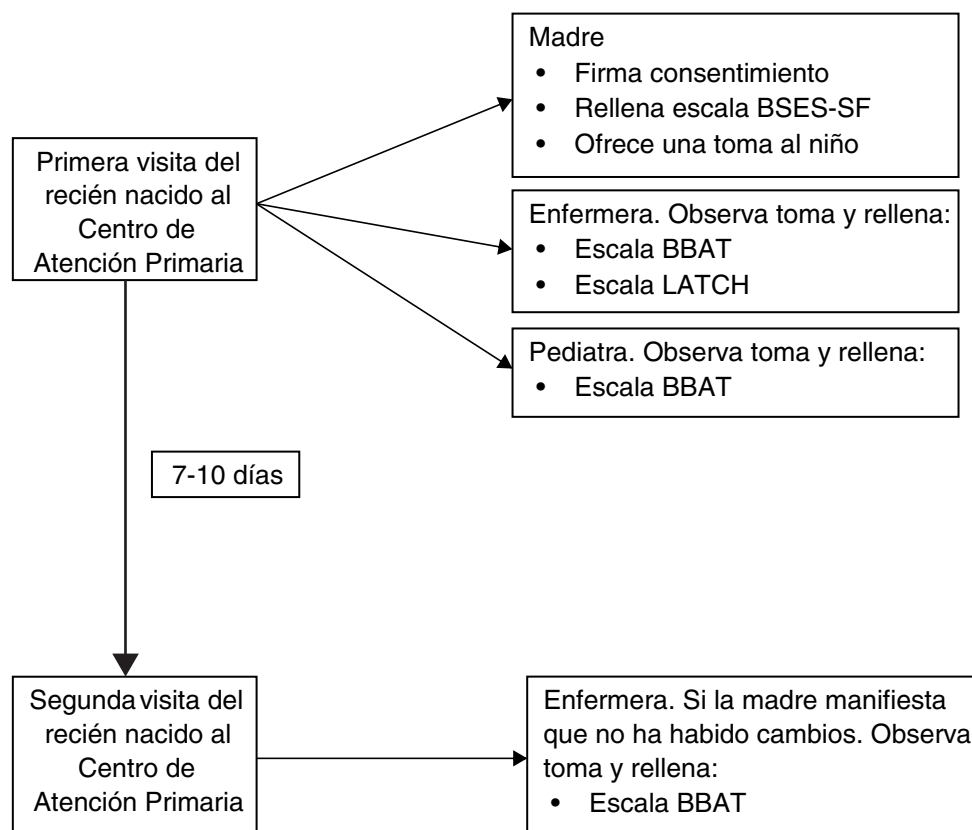 Madre
• Firma consentimiento
• Rellena escala BSES-SF
• Ofrece una toma al niño
Primera visita del
recién nacido al
Centro de
Atención Primaria
Enfermera. Observa toma y rellena:
• Escala BBAT
• Escala LATCH
Pediatra. Observa toma y rellena:
• Escala BBAT
7-10 días
Segunda visita del
recién nacido al
Centro de
Atención Primaria
Enfermera. Si la madre manifiesta
que no ha habido cambios. Observa
toma y rellena:
• Escala BBAT